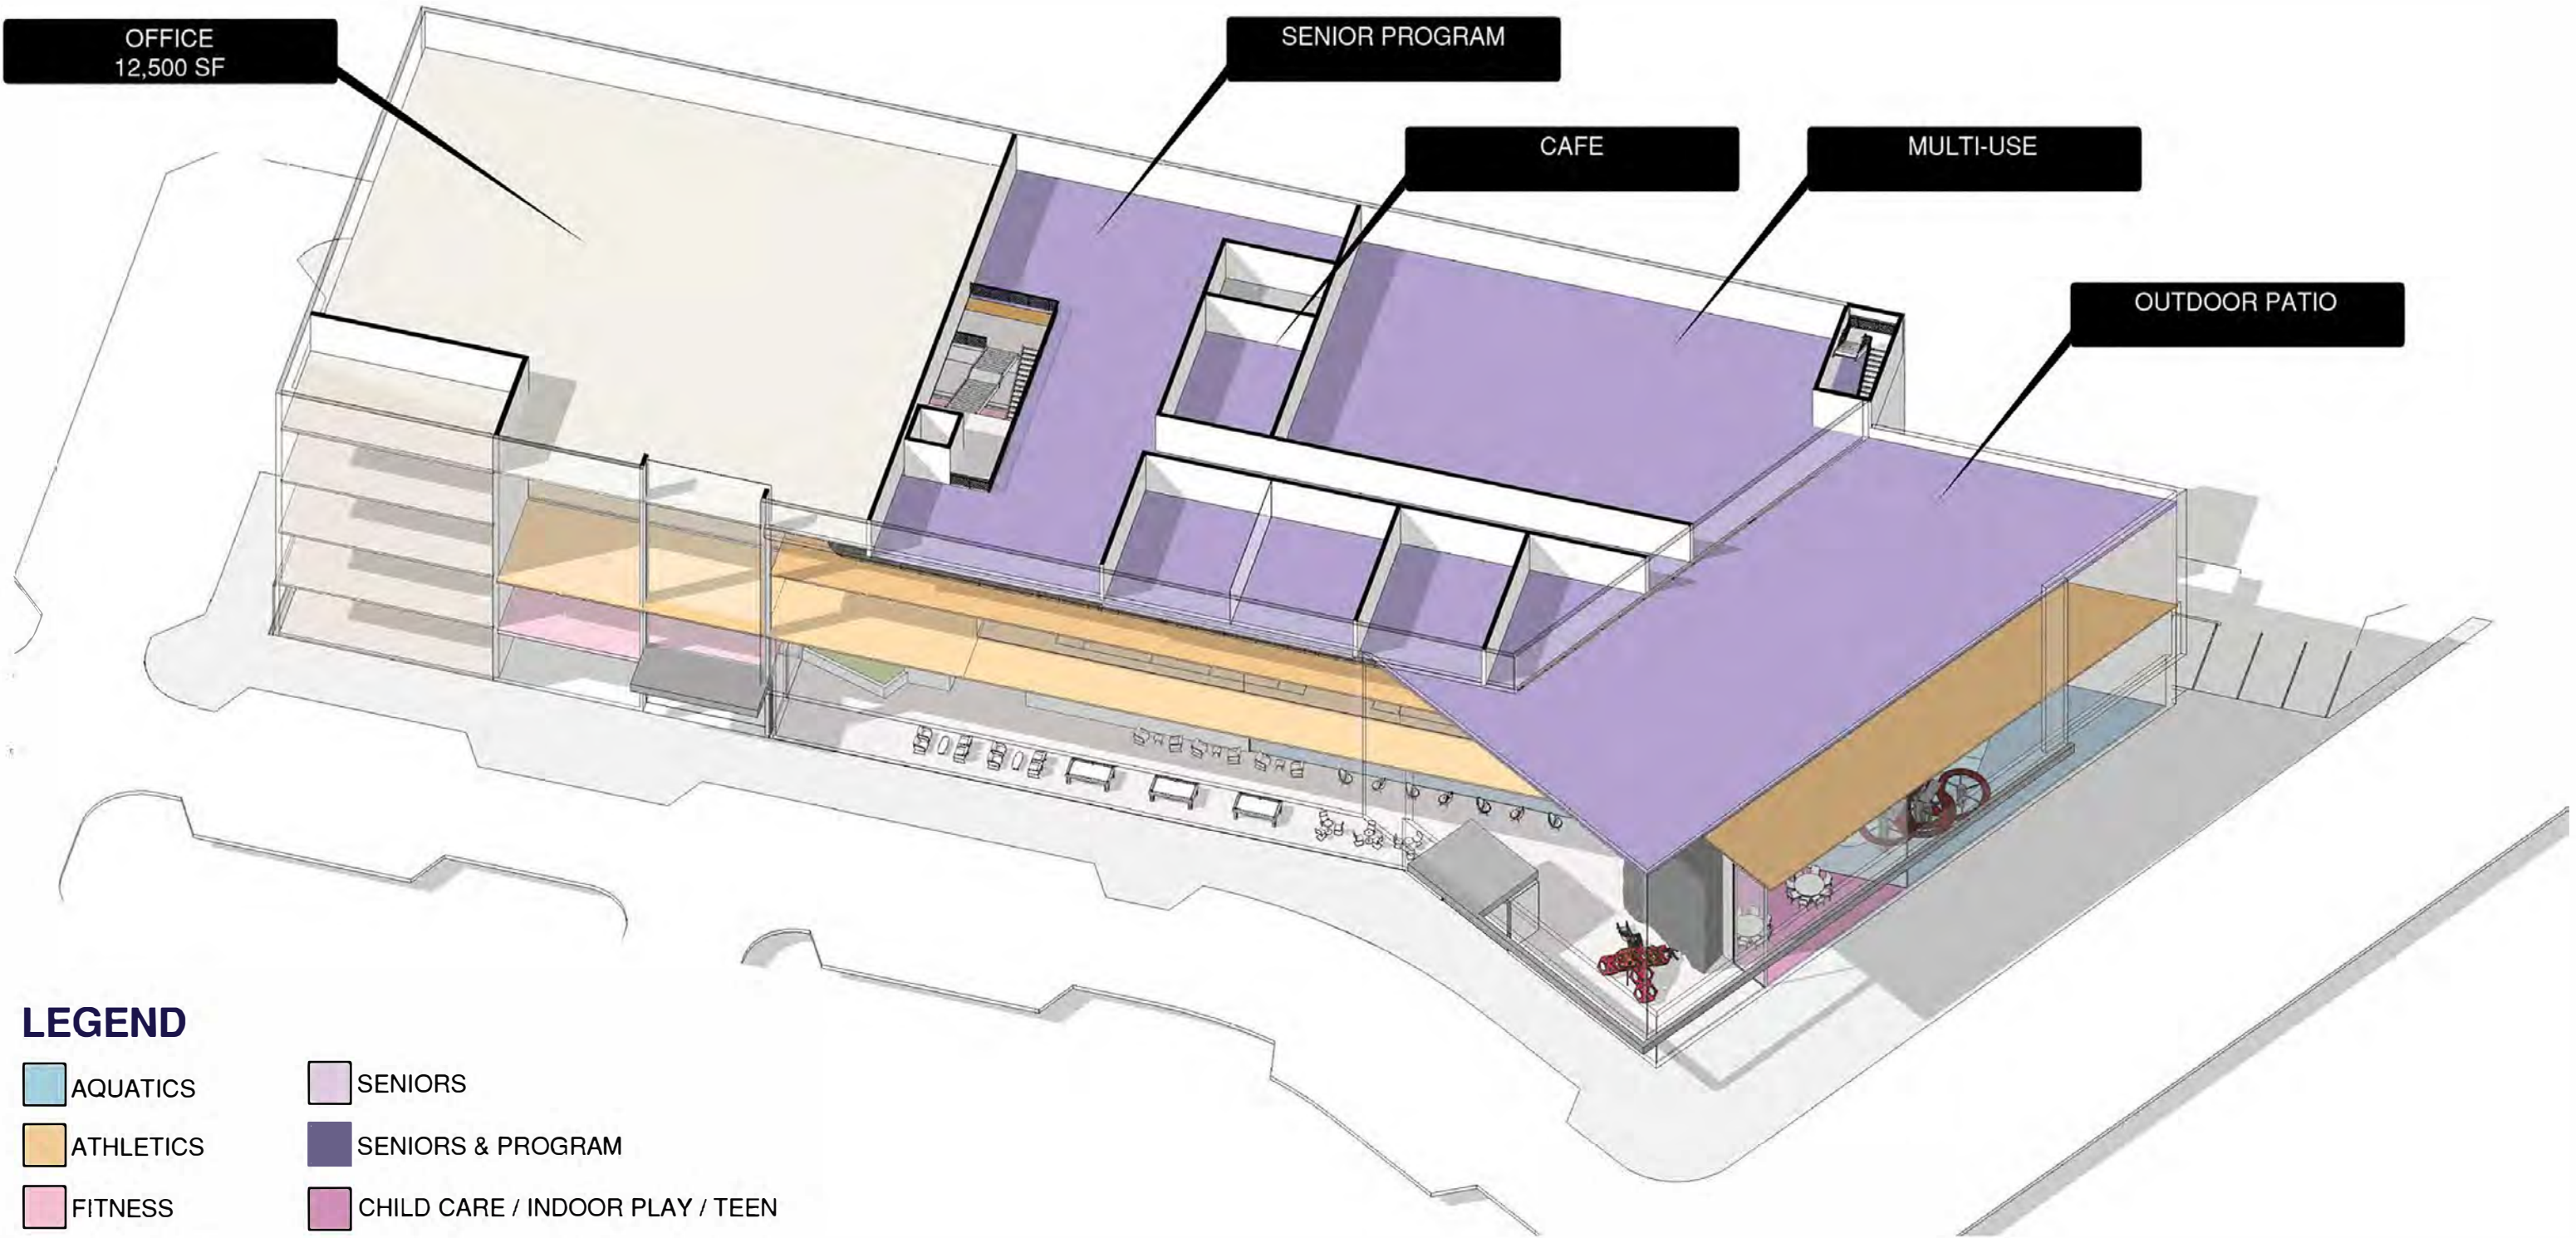 OFFICE
12,500 SF
SENIOR PROGRAM
CAFE
MULTI-USE
OUTDOOR PATIO
LEGEND
AQUATICS
ATHLETICS
FITNESS
SENIORS
SENIORS & PROGRAM
CHILD CARE / INDOOR PLAY / TEEN